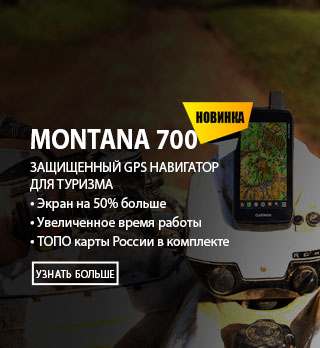 НОВИНКА
MONTANA 700
ЗАЩИЩЕННЫЙ GPS НАВИГАТОР
ДЛЯ ТУРИЗМА
• Экран на 50% больше
• Увеличенное время работы
• ТОПО карты России в комплекте
GARMIN
УЗНАТЬ БОЛЬШЕ